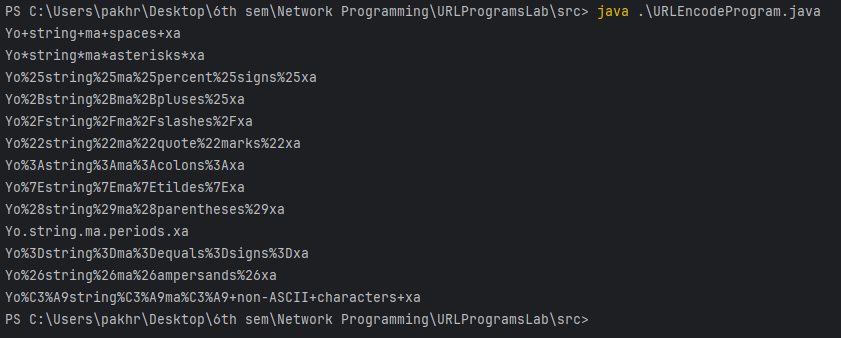 PS C:\Users\pakhr\Desktop\6th sem\Network Programming\URLProgramsLab\src> java .\URLEncodeProgram.java
Yo+string+ma+spaces+xa
Yo*string*ma*asterisks*xa
Yo%25string%25ma%25percent%25signs%25xa
Yo%2Bstring%2Bma%2Bpluses%25xa
Yo%2Fstring%2Fma%2Fslashes%2Fxa
Yo%22string%22ma%22quote%22marks%22xa
Yo%3Astring%3Ama%3Acolons%3Axa
Yo%7Estring%7Ema%7Etildes%7Exa
Yo%28string%29ma%28parentheses%29xa
Yo.string.ma.periods.xa
Yo%3Dstring%3Dma%3Dequals%3Dsigns%3Dxa
Yo%26string%26ma%26ampersands%26xa
Yo%C3%A9string%C3%A9ma%C3%A9+non-ASCII+characters+xa
PS C:\Users\pakhr\Desktop\6th sem\Network Programming\URLProgramsLab\src>